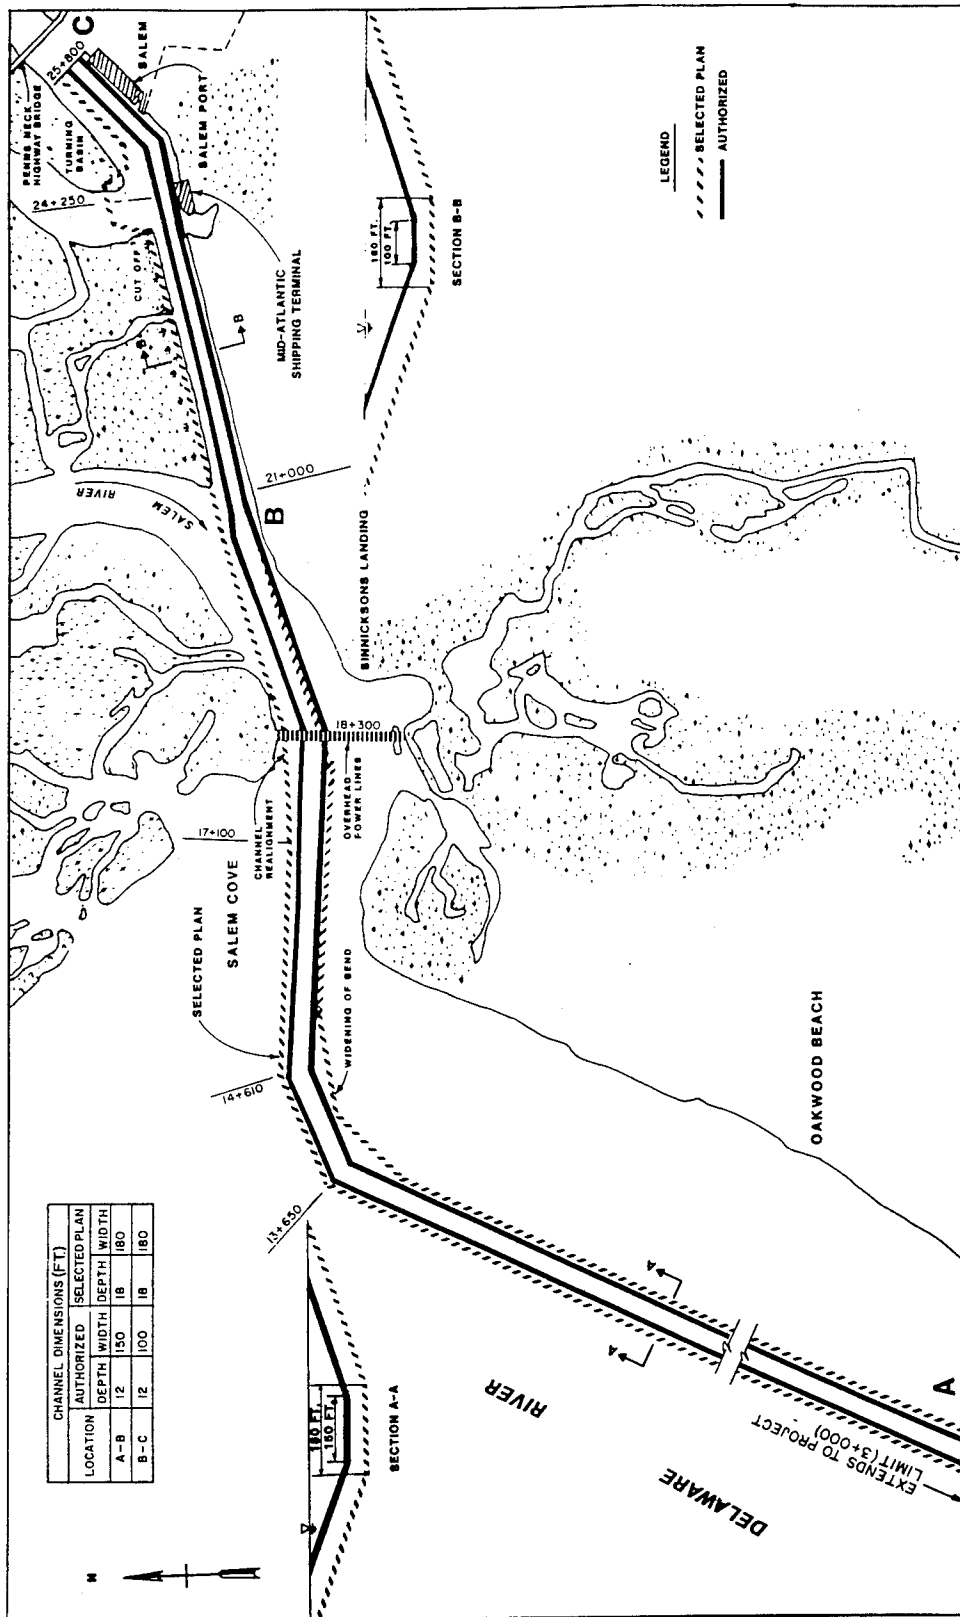 CHANNEL DIMENSIONS (FT.)
LOCATION AUTHORIZED SELECTED PLAN
DEPTH WIDTH DEPTH WIDTH
A-B 12 150 18 180
B-C 12 100 18 180
N
180 FT.
150 FT.
SECTION A-A
DELAWARE
RIVER
EXTENDS TO PROJECT
LIMIT (3+000)
A
A
A
13+650
14+610
SELECTED PLAN
SALEM COVE
WIDENING OF BEND
17+100
CHANNEL
REALIGNMENT
18+300
OVERHEAD
POWER LINES
OAKWOOD BEACH
SINNICKSONS LANDING
SALEM
RIVER
B
21+000
B
B
CUT OFF
24+250
MID-ATLANTIC
SHIPPING TERMINAL
TURNING
BASIN
PENNS NECK
HIGHWAY BRIDGE
25+800
C
SALEM
SALEM PORT
180 FT.
100 FT.
SECTION B-B
LEGEND
SELECTED PLAN
AUTHORIZED